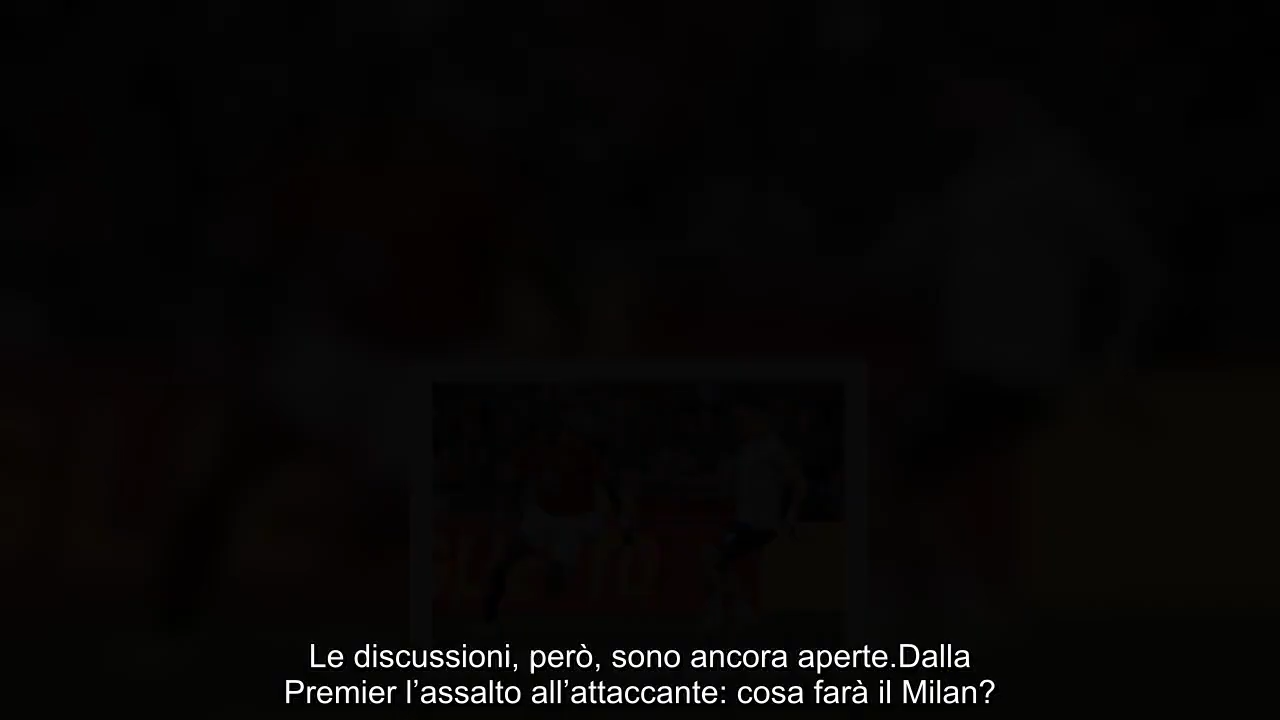 Le discussioni, però, sono ancora aperte.Dalla
Premier l’assalto all’attaccante: cosa farà il Milan?